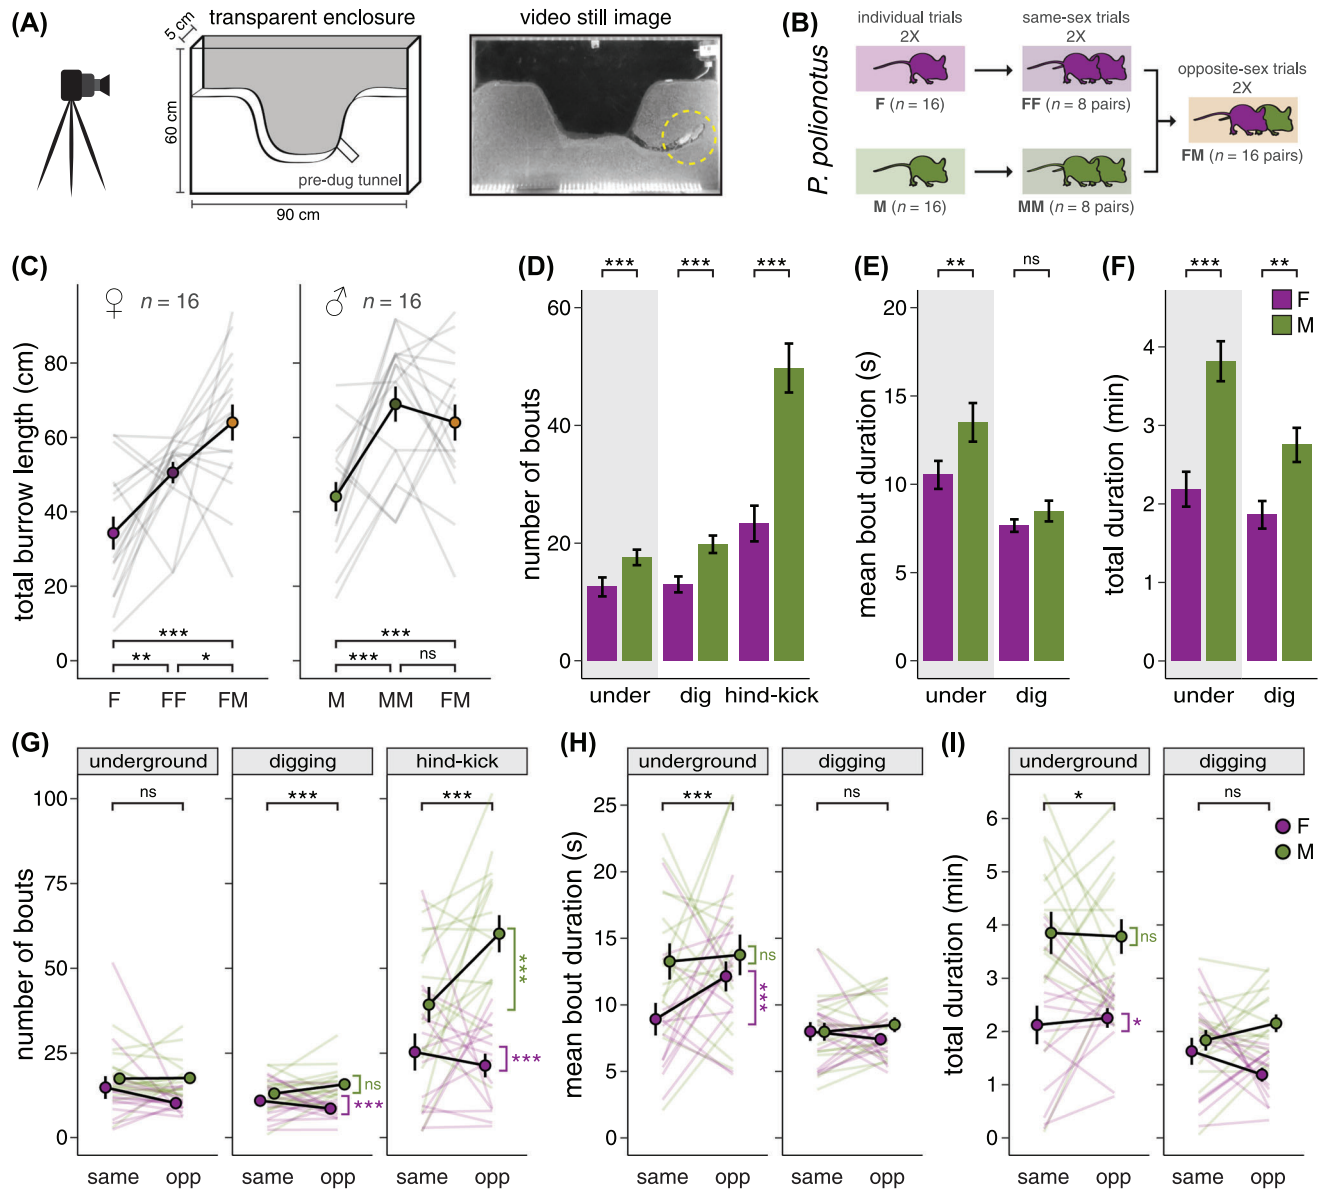 (A)
transparent enclosure
video still image
5 cm
60 cm
pre-dug tunnel
90 cm
(B)
P. polionotus
individual trials
2X
same-sex trials
2X
opposite-sex trials
2X
F (n = 16)
FF (n = 8 pairs)
FM (n = 16 pairs)
M (n = 16)
MM (n = 8 pairs)
(C)
♀ n = 16
♂ n = 16
total burrow length (cm)
80
60
40
20
0
***
** *
***
*** ns
F FF FM
M MM FM
(D)
*** *** ***
number of bouts
60
40
20
0
under dig hind-kick
(E)
** ns
mean bout duration (s)
20
15
10
5
0
under dig
(F)
*** **
F
M
total duration (min)
4
3
2
1
0
under dig
(G)
underground digging hind-kick
ns *** ***
number of bouts
100
75
50
25
0
ns
***
***
***
same opp same opp same opp
(H)
underground digging
*** ns
mean bout duration (s)
25
20
15
10
5
0
ns
***
same opp same opp
(I)
underground digging
* ns
F
M
total duration (min)
6
5
4
3
2
1
0
ns
*
same opp same opp